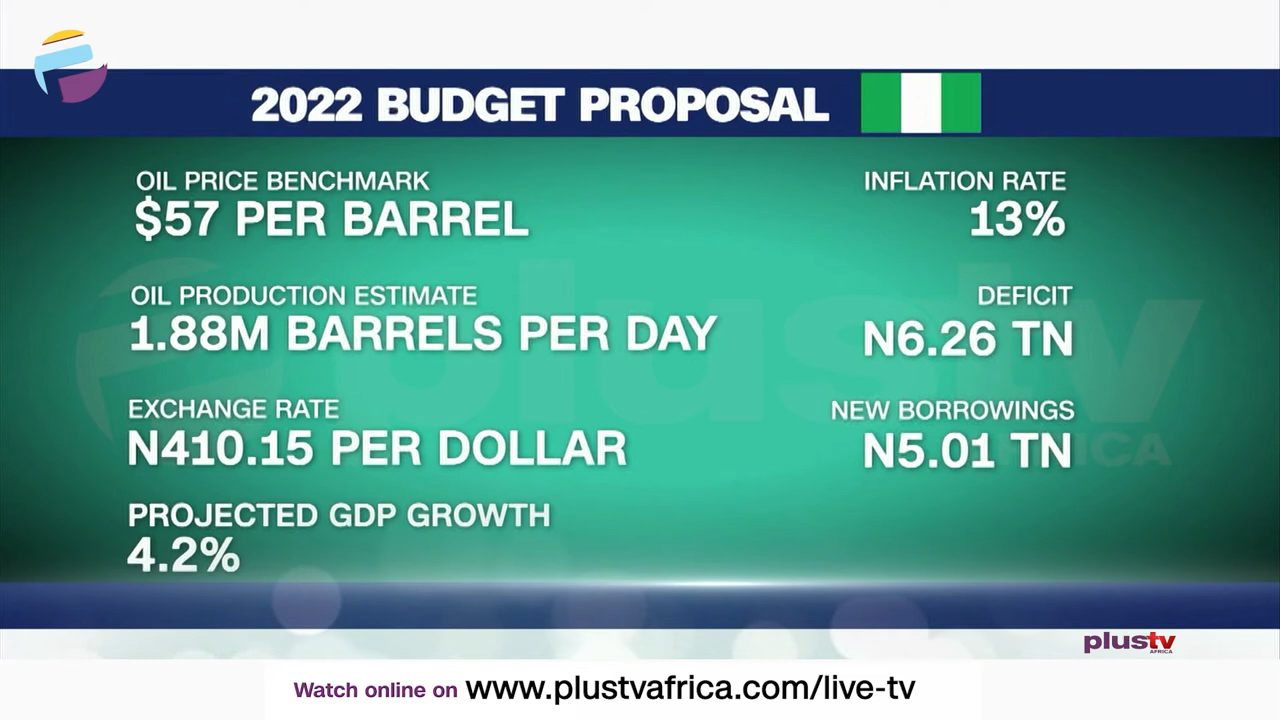 2022 BUDGET PROPOSAL
OIL PRICE BENCHMARK
$57 PER BARREL
OIL PRODUCTION ESTIMATE
1.88M BARRELS PER DAY
EXCHANGE RATE
N410.15 PER DOLLAR
PROJECTED GDP GROWTH
4.2%
INFLATION RATE
13%
DEFICIT
N6.26 TN
NEW BORROWINGS
N5.01 TN
plustv
AFRICA
plustv
AFRICA
Watch online on www.plustvafrica.com/live-tv